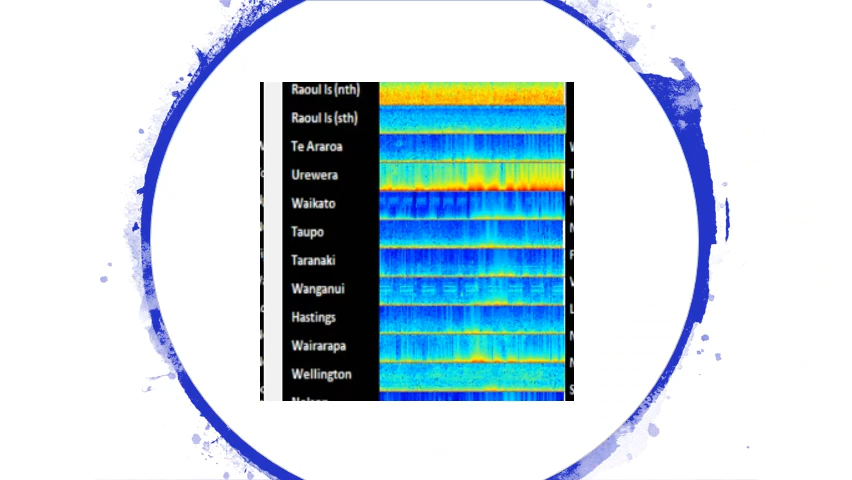 Raoul Is (nth)
Raoul Is (sth)
Te Araroa
Urewera
Waikato
Taupo
Taranaki
Wanganui
Hastings
Wairarapa
Wellington